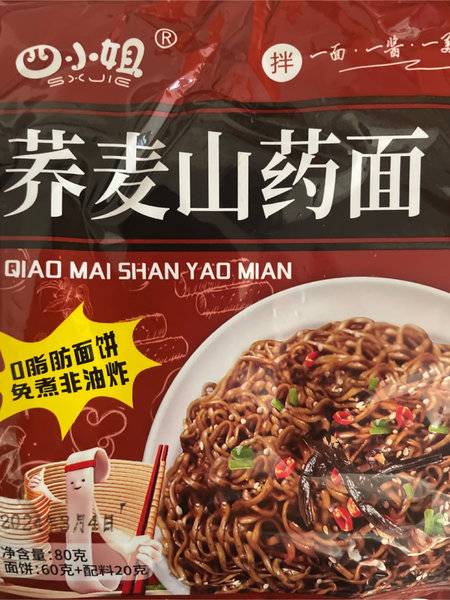 四小姐®
SXJIE
拌 一面·一酱·一
荞麦山药面
QIAO MAI SHAN YAO MIAN
0脂肪面饼
免煮非油炸
净含量:80克
面饼:60克+配料20克